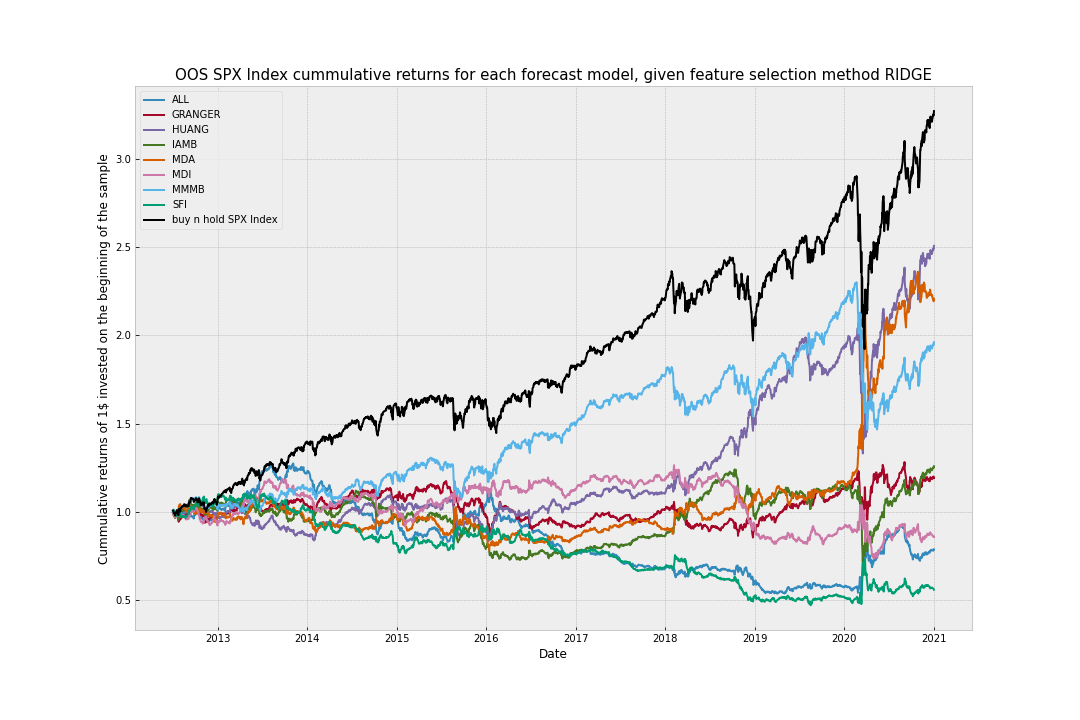 OOS SPX Index cummulative returns for each forecast model, given feature selection method RIDGE
ALL
GRANGER
HUANG
IAMB
MDA
MDI
MMMB
SFI
buy n hold SPX Index
Cummulative returns of 1$ invested on the beginning of the sample
3.0
2.5
2.0
1.5
1.0
0.5
2013 2014 2015 2016 2017 2018 2019 2020 2021
Date